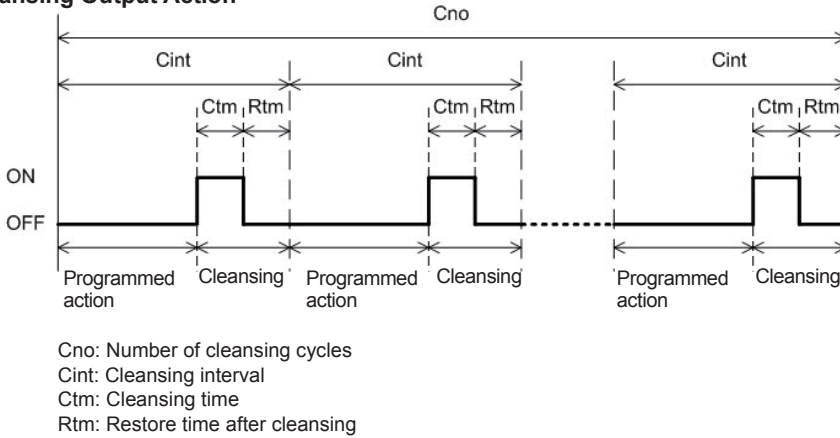 Output Action
Cno
Cint Cint Cint
Ctm Rtm Ctm Rtm Ctm Rtm
ON
OFF
Programmed action Cleansing Programmed action Cleansing Programmed action Cleansing
Cno: Number of cleansing cycles
Cint: Cleansing interval
Ctm: Cleansing time
Rtm: Restore time after cleansing